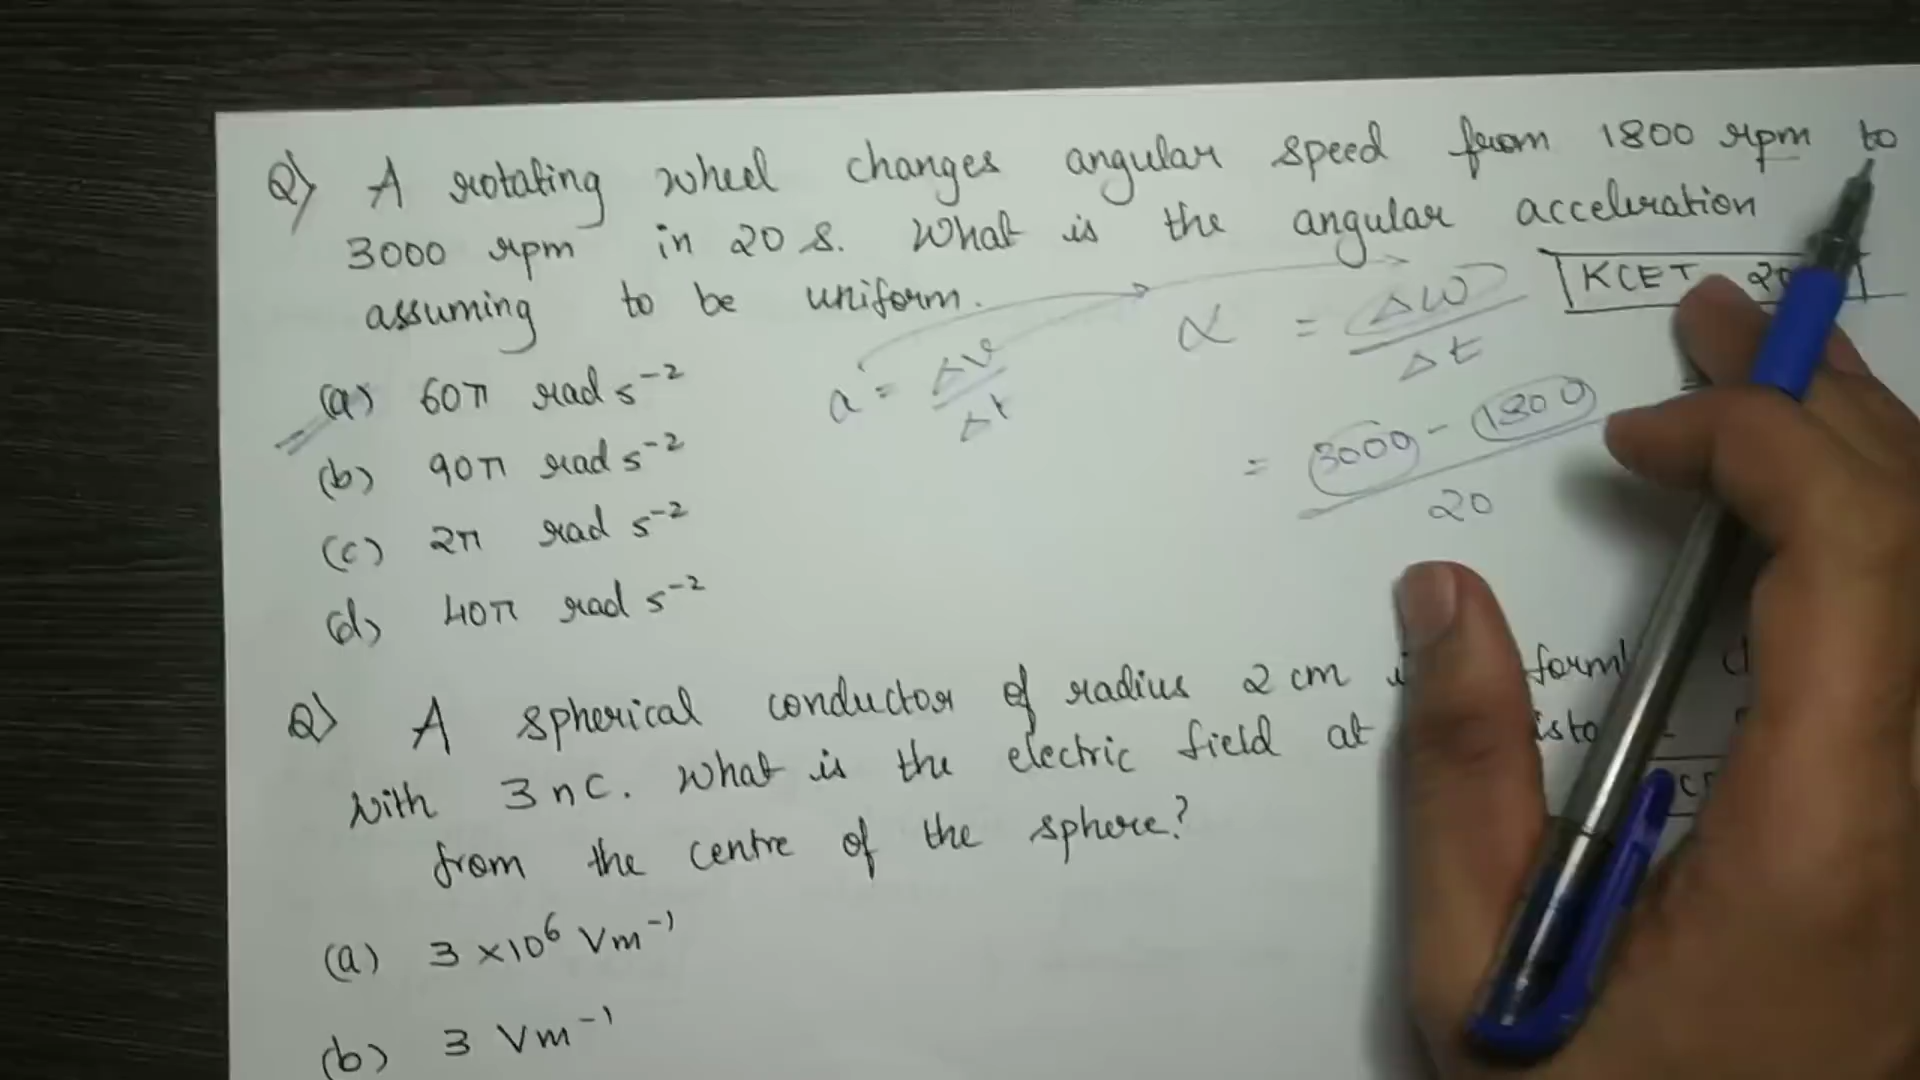 Q) A rotating wheel changes angular speed from 1800 rpm to
3000 rpm in 20 s. What is the angular acceleration
assuming to be uniform.
KCET 20
(a) 60π rad s⁻²
(b) 90π rad s⁻²
(c) 2π rad s⁻²
(d) 40π rad s⁻²
a = Δv / Δt
α = Δω / Δt
= 3000 - 1800 / 20
Q) A spherical conductor of radius 2 cm
with 3 nC. What is the electric field at
from the centre of the sphere?
(a) 3 ×10⁶ Vm⁻¹
(b) 3 Vm⁻¹